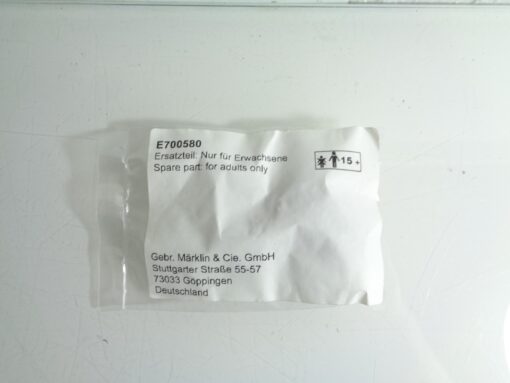 E700580
Ersatzteil: Nur für Erwachsene
Spare part: for adults only
15 +
Gebr. Märklin & Cie. GmbH
Stuttgarter Straße 55-57
73033 Göppingen
Deutschland